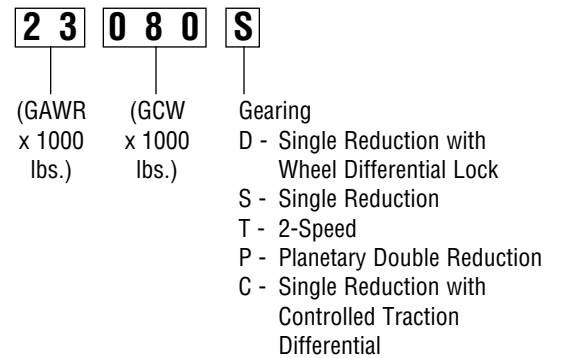 2 3 0 8 0 S
(GAWR x 1000 lbs.)
(GCW x 1000 lbs.)
Gearing
D - Single Reduction with
Wheel Differential Lock
S - Single Reduction
T - 2-Speed
P - Planetary Double Reduction
C - Single Reduction with
Controlled Traction
Differential